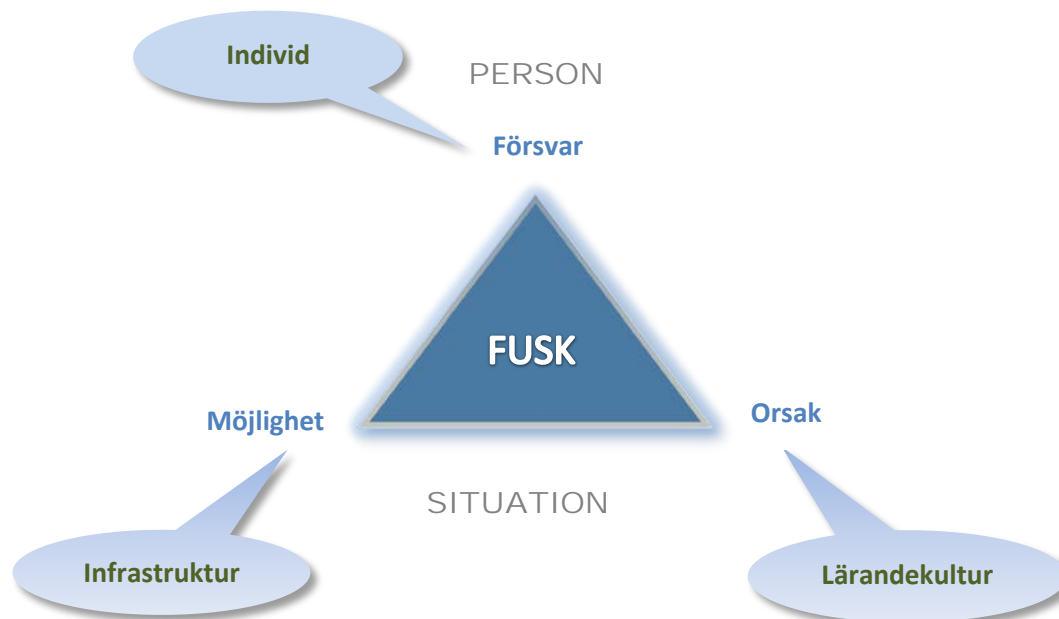 Individ
PERSON
Försvar
FUSK
Möjlighet
Orsak
SITUATION
Infrastruktur
Lärandekultur